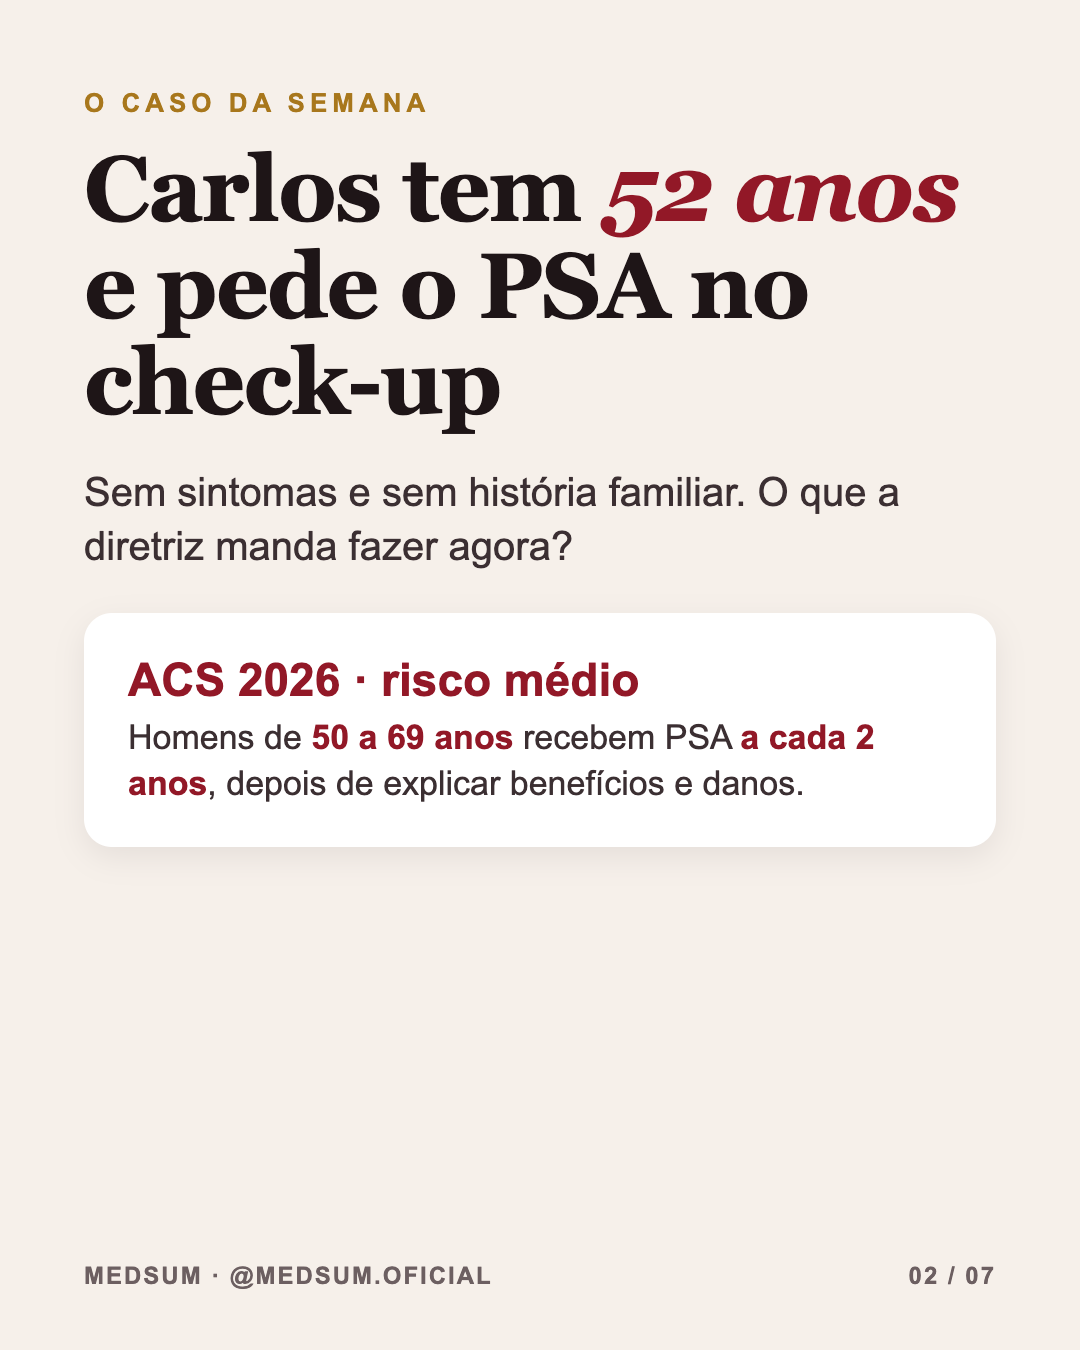 O CASO DA SEMANA
Carlos tem 52 anos
e pede o PSA no
check-up
Sem sintomas e sem história familiar. O que a
diretriz manda fazer agora?
ACS 2026 · risco médio
Homens de 50 a 69 anos recebem PSA a cada 2
anos, depois de explicar benefícios e danos.
MEDSUM · @MEDSUM.OFICIAL
02 / 07